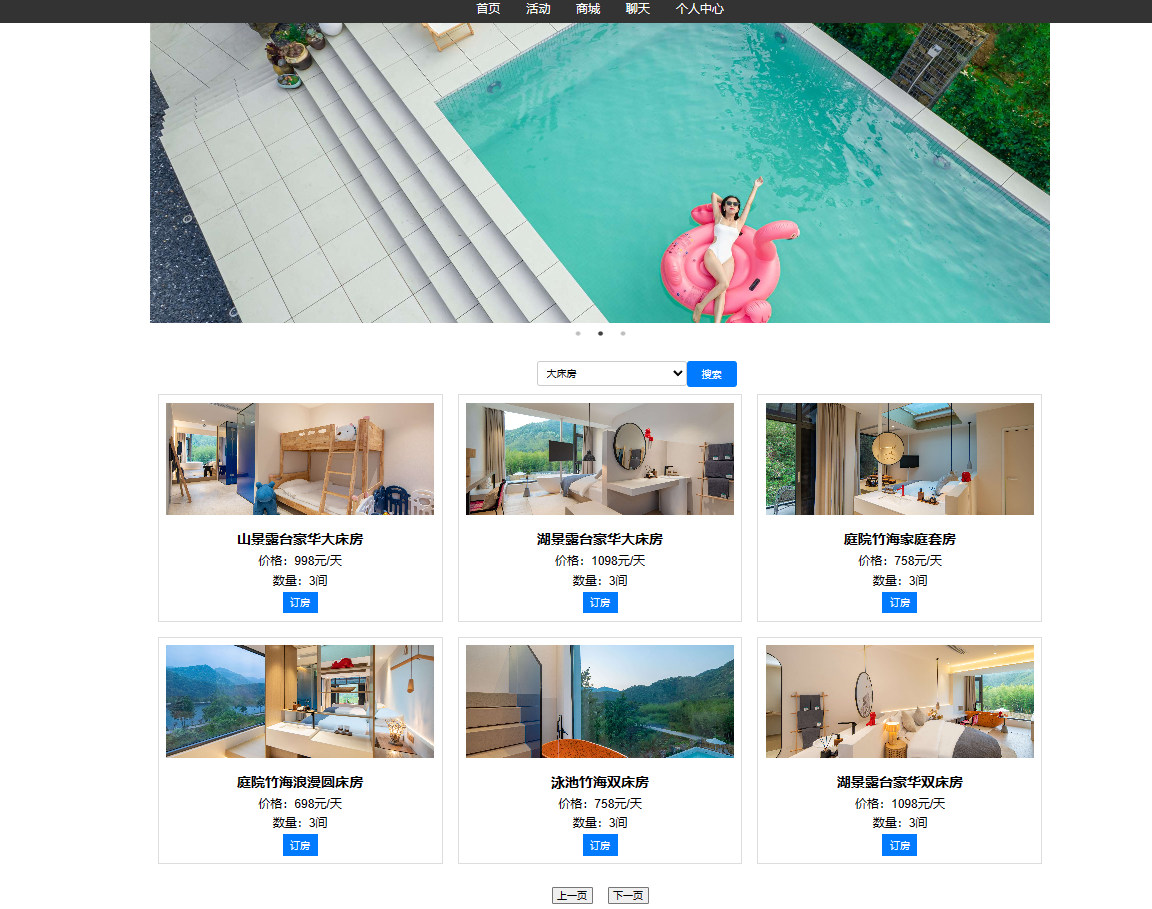 首页 活动 商城 聊天 个人中心
大床房 搜索
山景露台豪华大床房
价格：998元/天
数量：3间
订房
湖景露台豪华大床房
价格：1098元/天
数量：3间
订房
庭院竹海家庭套房
价格：758元/天
数量：3间
订房
庭院竹海浪漫圆床房
价格：698元/天
数量：3间
订房
泳池竹海双床房
价格：758元/天
数量：3间
订房
湖景露台豪华双床房
价格：1098元/天
数量：3间
订房
上一页 下一页